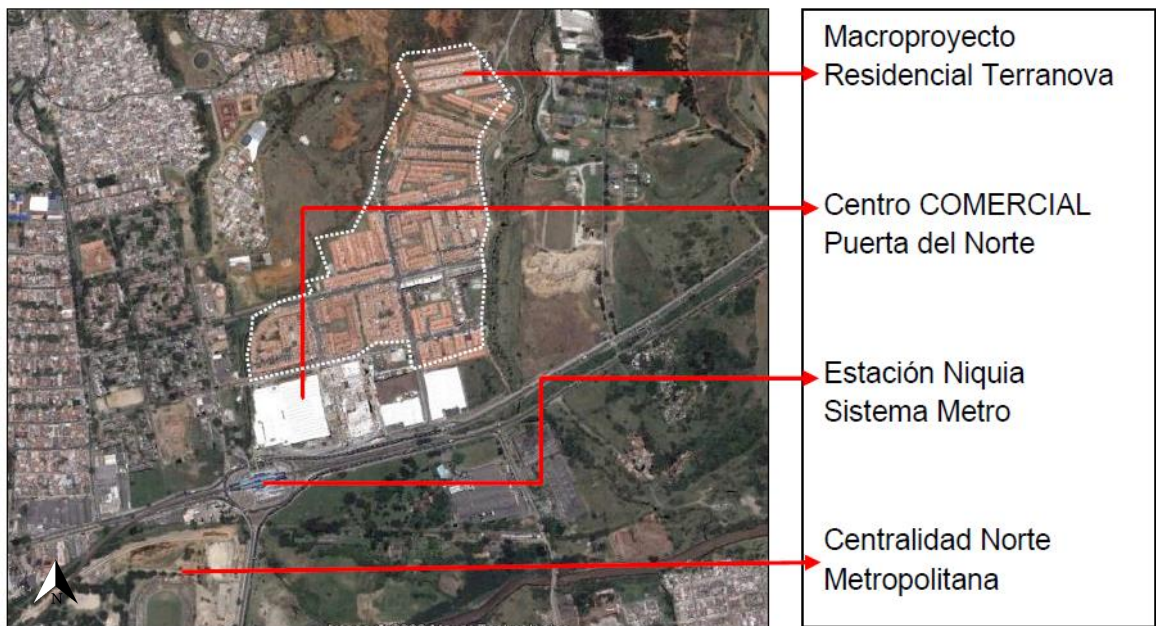 Macroproyecto
Residencial Terranova
Centro COMERCIAL
Puerta del Norte
Estación Niquia
Sistema Metro
Centralidad Norte
Metropolitana
N